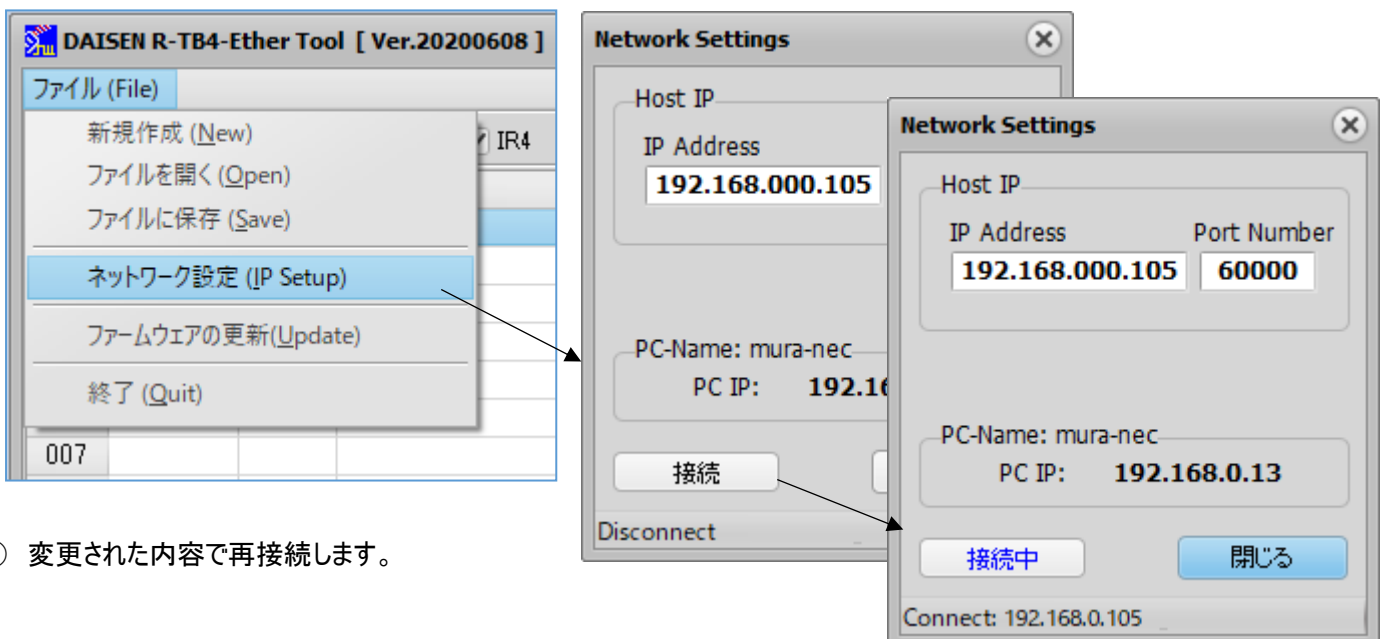 DAISEN R-TB4-Ether Tool [ Ver.20200608 ]
ファイル (File)
新規作成 (New)
ファイルを開く (Open)
ファイルに保存 (Save)
ネットワーク設定 (IP Setup)
ファームウェアの更新(Update)
終了 (Quit)
IR4
007
Network Settings
Host IP
IP Address
192.168.000.105
PC-Name: mura-nec
PC IP: 192.16
接続
Disconnect
Network Settings
Host IP
IP Address Port Number
192.168.000.105 60000
PC-Name: mura-nec
PC IP: 192.168.0.13
接続中 閉じる
Connect: 192.168.0.105
変更された内容で再接続します。